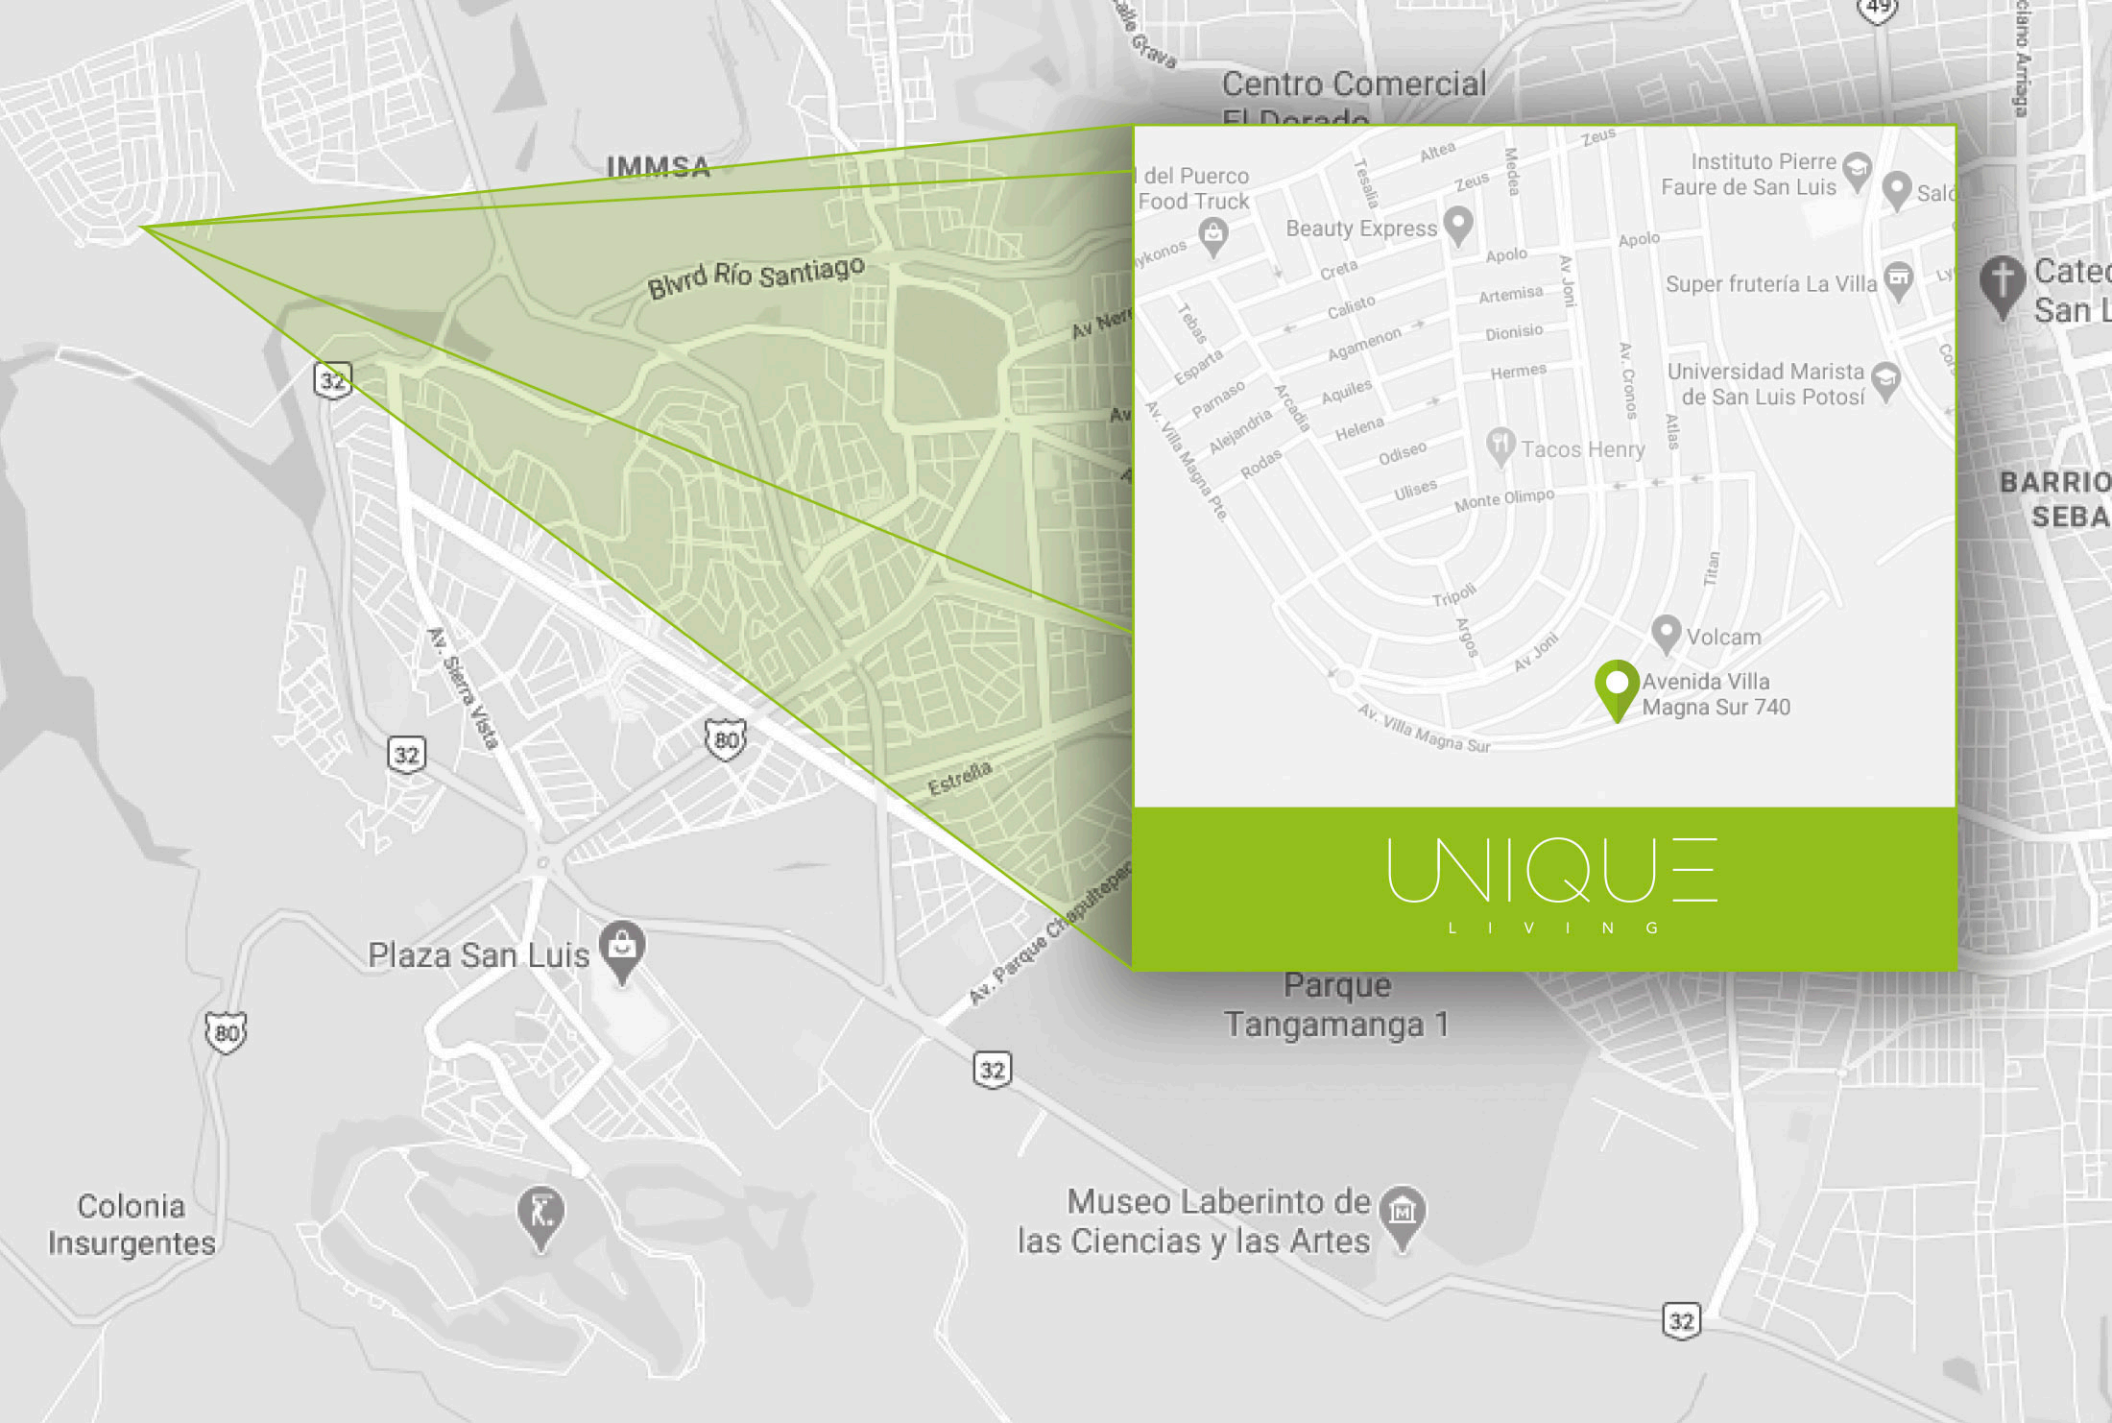 49
Centro Comercial
El Dorado
IMMSA
Blvrd Río Santiago
32
Av
Av. Sierra Vista
32
80
Estrella
Av. Parque Chapultepec
Plaza San Luis
80
32
Parque
Tangamanga 1
Colonia
Insurgentes
Museo Laberinto de
las Ciencias y las Artes
32
BARRIO
Altea
Zeus
Tesalia
Medea
Zeus
Instituto Pierre
Faure de San Luis
del Puerco
Food Truck
Beauty Express
Apolo
Apolo
Creta
Av Joni
Super frutería La Villa
Calisto
Artemisa
Tebas
Agamenon
Dionisio
Esparta
Av. Cronos
Parnaso
Aquiles
Hermes
Universidad Marista
de San Luis Potosí
Arcadia
Alejandria
Helena
Atlas
Av. Villa Magna Pte.
Rodas
Odiseo
Tacos Henry
Ulises
Monte Olimpo
Titan
Tripoli
Argos
Av Joni
Volcam
Avenida Villa
Magna Sur 740
Av. Villa Magna Sur
UNIQUE
LIVING